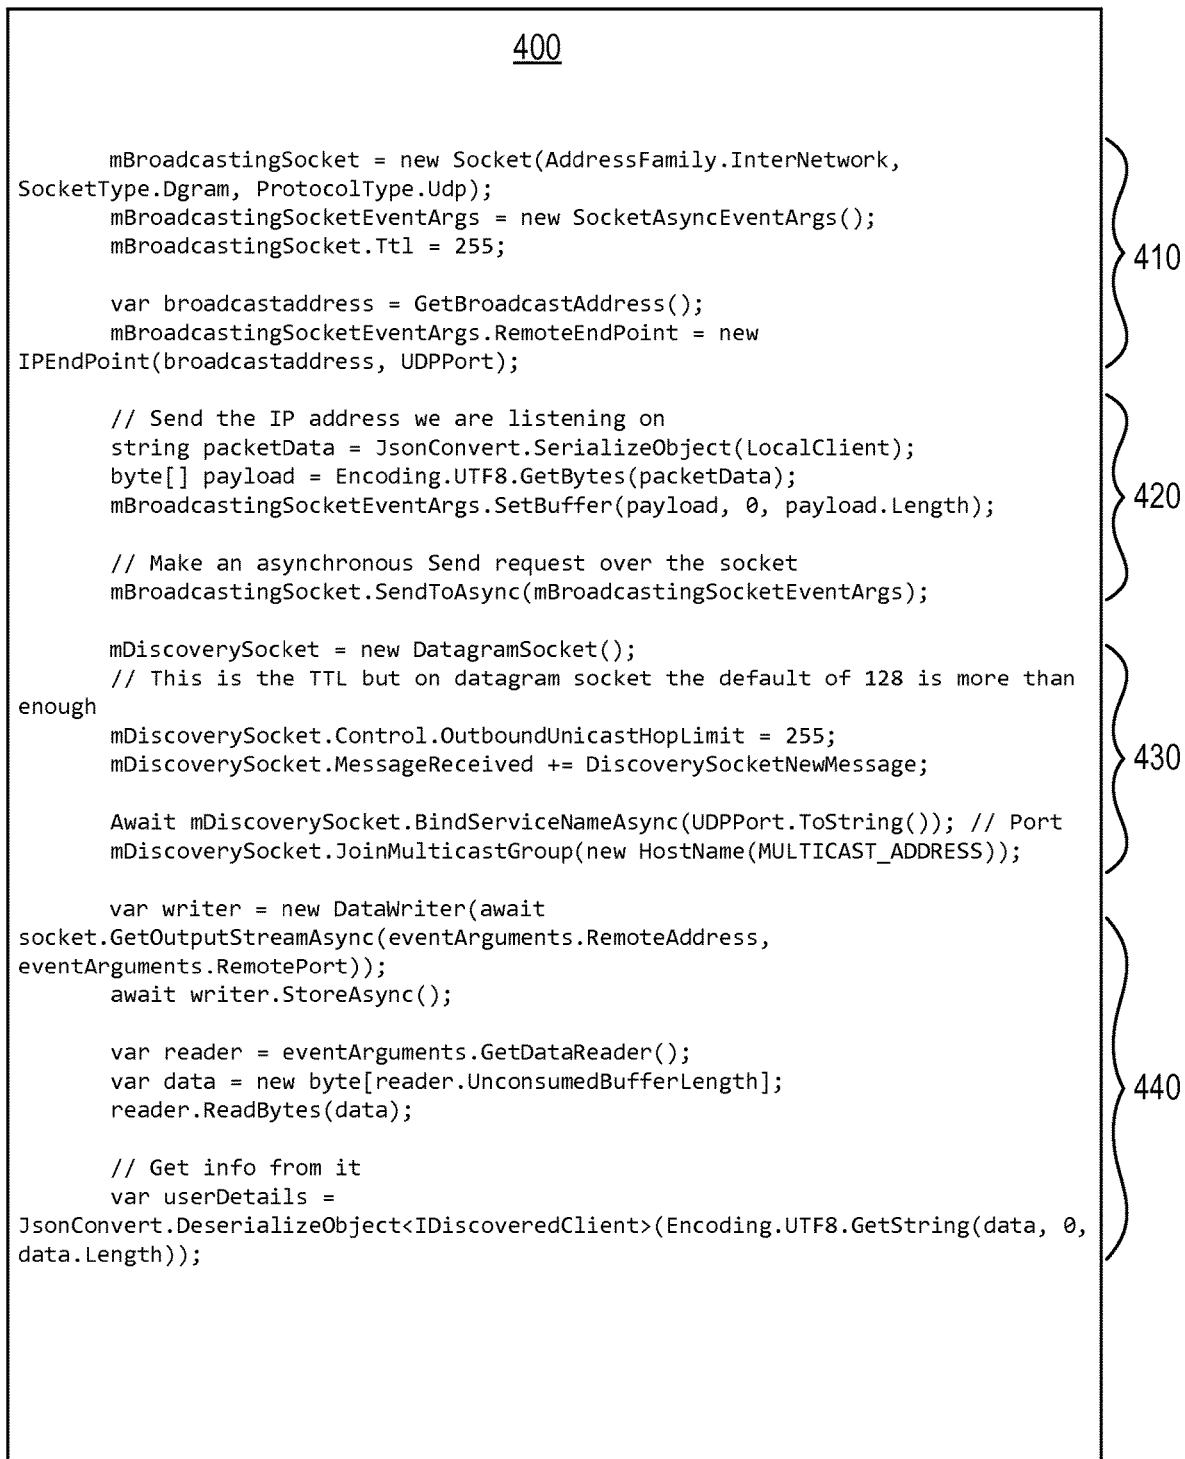 400
mBroadcastingSocket = new Socket(AddressFamily.InterNetwork,
SocketType.Dgram, ProtocolType.Udp);
mBroadcastingSocketEventArgs = new SocketAsyncEventArgs();
mBroadcastingSocket.Ttl = 255;
var broadcastaddress = GetBroadcastAddress();
mBroadcastingSocketEventArgs.RemoteEndPoint = new
IPEndPoint(broadcastaddress, UDPPort);
410
// Send the IP address we are listening on
string packetData = JsonConvert.SerializeObject(LocalClient);
byte[] payload = Encoding.UTF8.GetBytes(packetData);
mBroadcastingSocketEventArgs.SetBuffer(payload, 0, payload.Length);
// Make an asynchronous Send request over the socket
mBroadcastingSocket.SendToAsync(mBroadcastingSocketEventArgs);
420
mDiscoverySocket = new DatagramSocket();
// This is the TTL but on datagram socket the default of 128 is more than
enough
mDiscoverySocket.Control.OutboundUnicastHopLimit = 255;
mDiscoverySocket.MessageReceived += DiscoverySocketNewMessage;
Await mDiscoverySocket.BindServiceNameAsync(UDPPort.ToString()); // Port
mDiscoverySocket.JoinMulticastGroup(new HostName(MULTICAST_ADDRESS));
430
var writer = new DataWriter(await
socket.GetOutputStreamAsync(eventArguments.RemoteAddress,
eventArguments.RemotePort));
await writer.StoreAsync();
var reader = eventArguments.GetDataReader();
var data = new byte[reader.UnconsumedBufferLength];
reader.ReadBytes(data);
// Get info from it
var userDetails =
JsonConvert.DeserializeObject<IDiscoveredClient>(Encoding.UTF8.GetString(data, 0,
data.Length));
440